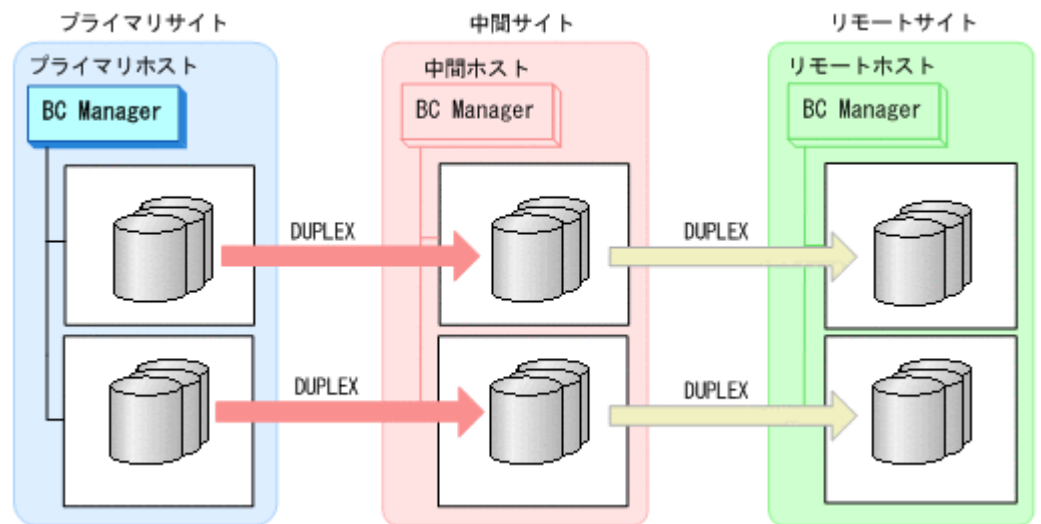 プライマリサイト
中間サイト
リモートサイト
プライマリホスト
中間ホスト
リモートホスト
BC Manager
BC Manager
BC Manager
DUPLEX
DUPLEX
DUPLEX
DUPLEX